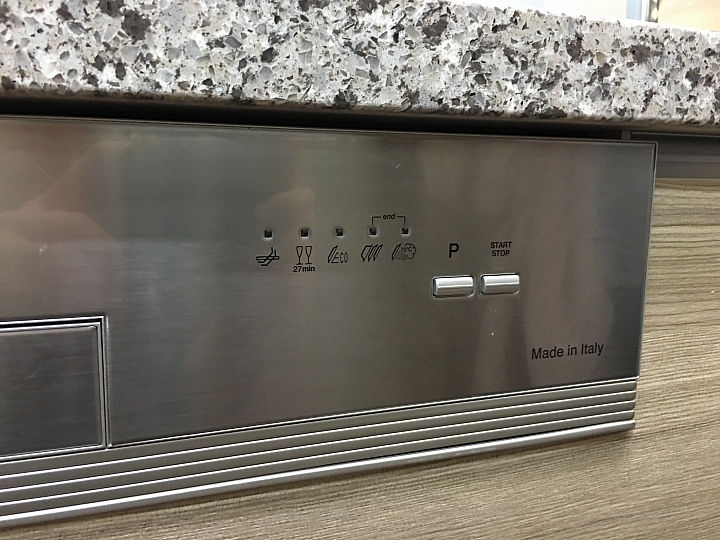 end
27min
ECO
P
START
STOP
Made in Italy